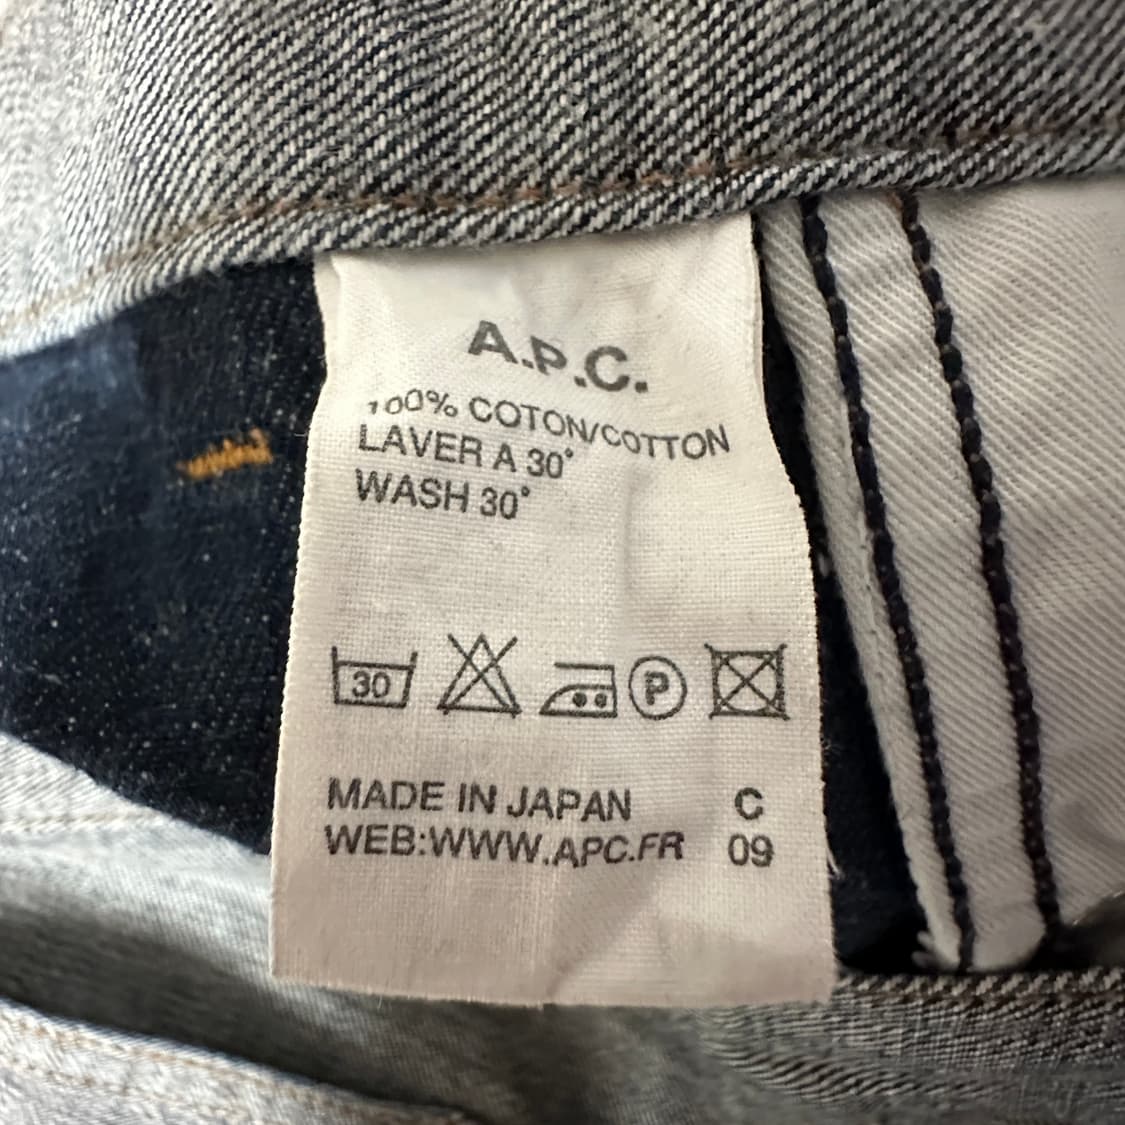 A.P.C.
100% COTON/COTTON
LAVER A 30°
WASH 30°
30 P
MADE IN JAPAN C
WEB:WWW.APC.FR 09